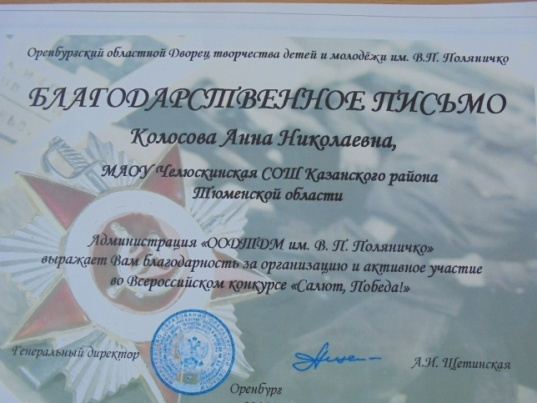 Оренбургский областной Дворец творчества детей и молодёжи им. В.П. Поляничко
БЛАГОДАРСТВЕННОЕ ПИСЬМО
Колосова Анна Николаевна,
МАОУ Челюскинская СОШ Казанского района
Тюменской области
Администрация «ООДТДМ им. В. П. Поляничко»
выражает Вам благодарность за организацию и активное участие
во Всероссийском конкурсе «Салют, Победа!»
Генеральный директор
А.И. Щетинская
Оренбург